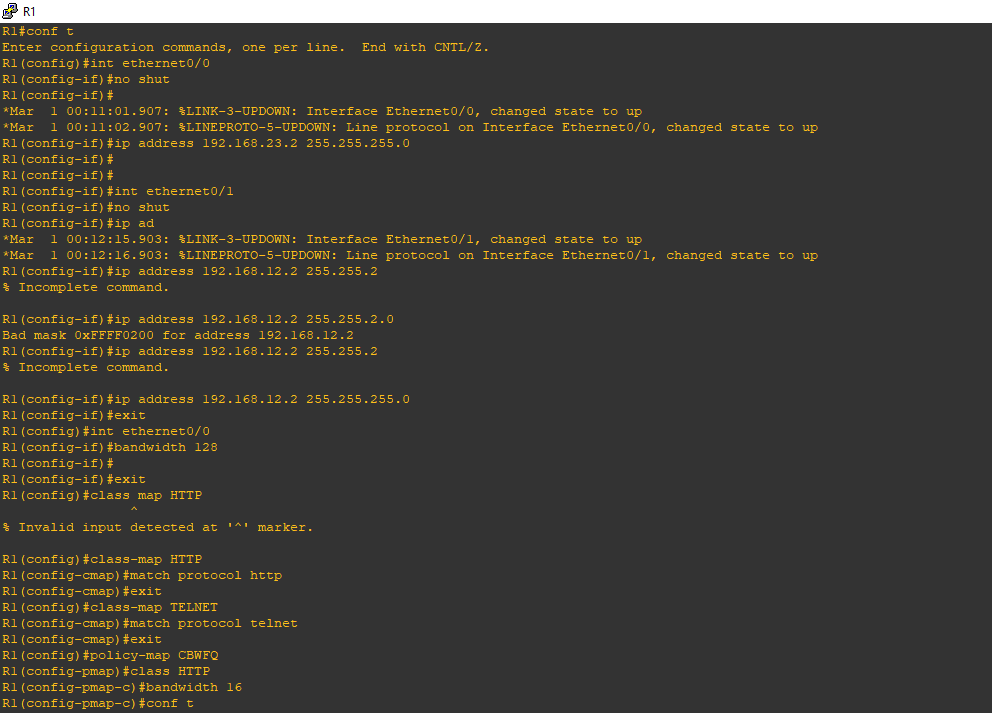 R1
R1#conf t
Enter configuration commands, one per line.  End with CNTL/Z.
R1(config)#int ethernet0/0
R1(config-if)#no shut
R1(config-if)#
*Mar  1 00:11:01.907: %LINK-3-UPDOWN: Interface Ethernet0/0, changed state to up
*Mar  1 00:11:02.907: %LINEPROTO-5-UPDOWN: Line protocol on Interface Ethernet0/0, changed state to up
R1(config-if)#ip address 192.168.23.2 255.255.255.0
R1(config-if)#
R1(config-if)#
R1(config-if)#int ethernet0/1
R1(config-if)#no shut
R1(config-if)#ip ad
*Mar  1 00:12:15.903: %LINK-3-UPDOWN: Interface Ethernet0/1, changed state to up
*Mar  1 00:12:16.903: %LINEPROTO-5-UPDOWN: Line protocol on Interface Ethernet0/1, changed state to up
R1(config-if)#ip address 192.168.12.2 255.255.2
% Incomplete command.

R1(config-if)#ip address 192.168.12.2 255.255.2.0
Bad mask 0xFFFF0200 for address 192.168.12.2
R1(config-if)#ip address 192.168.12.2 255.255.2
% Incomplete command.

R1(config-if)#ip address 192.168.12.2 255.255.255.0
R1(config-if)#exit
R1(config)#int ethernet0/0
R1(config-if)#bandwidth 128
R1(config-if)#
R1(config-if)#exit
R1(config)#class map HTTP
                ^
% Invalid input detected at '^' marker.

R1(config)#class-map HTTP
R1(config-cmap)#match protocol http
R1(config-cmap)#exit
R1(config)#class-map TELNET
R1(config-cmap)#match protocol telnet
R1(config-cmap)#exit
R1(config)#policy-map CBWFQ
R1(config-pmap)#class HTTP
R1(config-pmap-c)#bandwidth 16
R1(config-pmap-c)#conf t